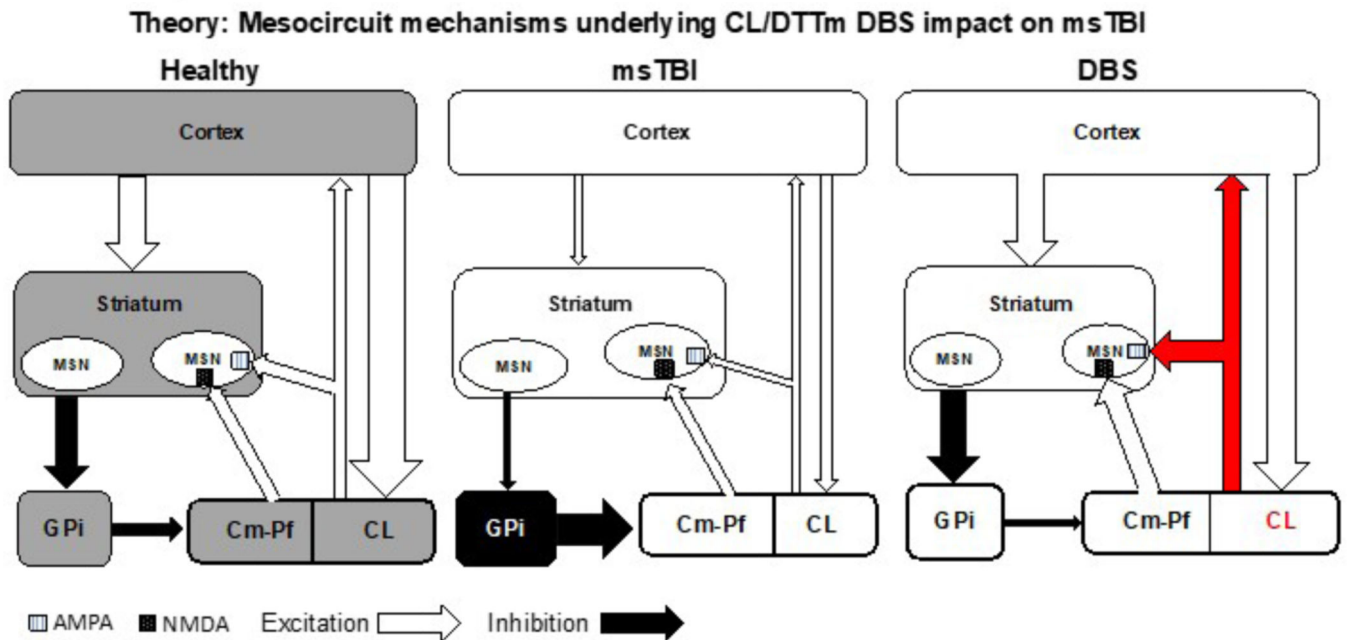 Theory: Mesocircuit mechanisms underlying CL/DTTm DBS impact on msTBI
Healthy
msTBI
DBS
Cortex
Cortex
Cortex
Striatum
MSN
MSN
Striatum
MSN
MSN
Striatum
MSN
MSN
GPi
Cm-Pf
CL
GPi
Cm-Pf
CL
GPi
Cm-Pf
CL
AMPA
NMDA
Excitation
Inhibition